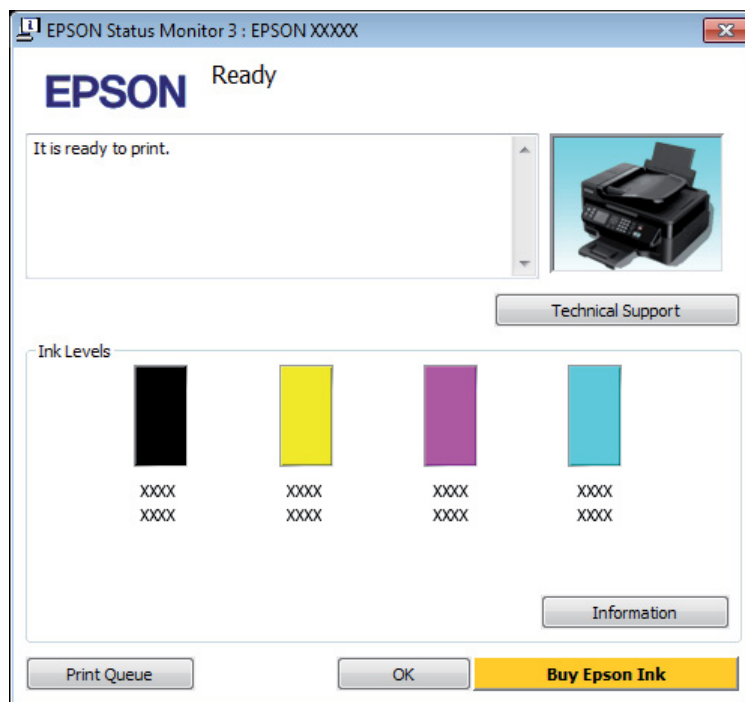 EPSON Status Monitor 3 : EPSON XXXXX
EPSON
Ready
It is ready to print.
Technical Support
Ink Levels
XXXX XXXX XXXX XXXX
XXXX XXXX XXXX XXXX
Information
Print Queue OK Buy Epson Ink